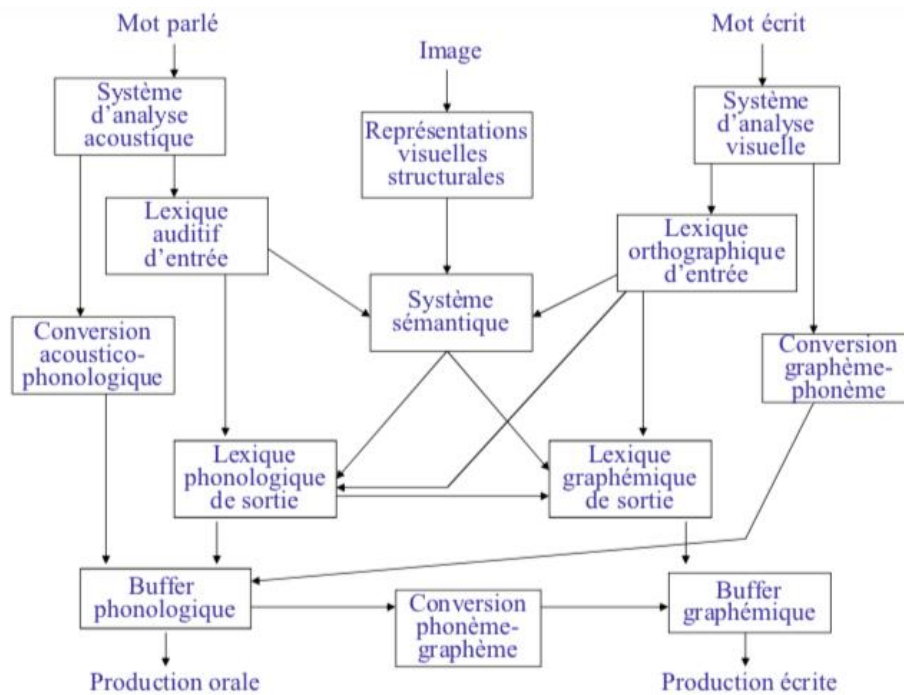 Mot parlé
Image
Mot écrit
Système
d'analyse
acoustique
Représentations
visuelles
structurales
Système
d'analyse
visuelle
Lexique
auditif
d'entrée
Lexique
orthographique
d'entrée
Système
sémantique
Conversion
acoustico-
phonologique
Conversion
graphème-
phonème
Lexique
phonologique
de sortie
Lexique
graphémique
de sortie
Buffer
phonologique
Conversion
phonème-
graphème
Buffer
graphémique
Production orale
Production écrite